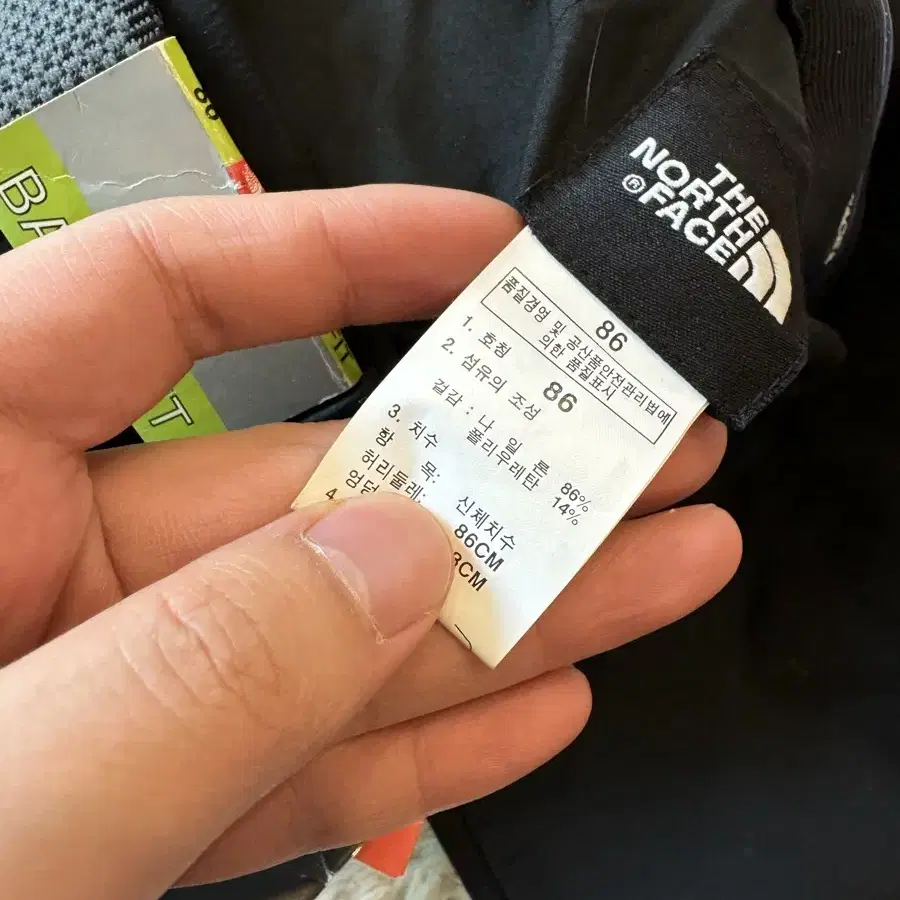 THE
NORTH
FACE
®
86
품질경영 및 공산품안전관리법에
의한 품질표시
1. 호칭 86
2. 섬유의 조성
겉감 : 나 일 론 86%
폴리우레탄 14%
3. 치수
항 목: 신체치수
허리둘레: 86CM
4. 8CM
86